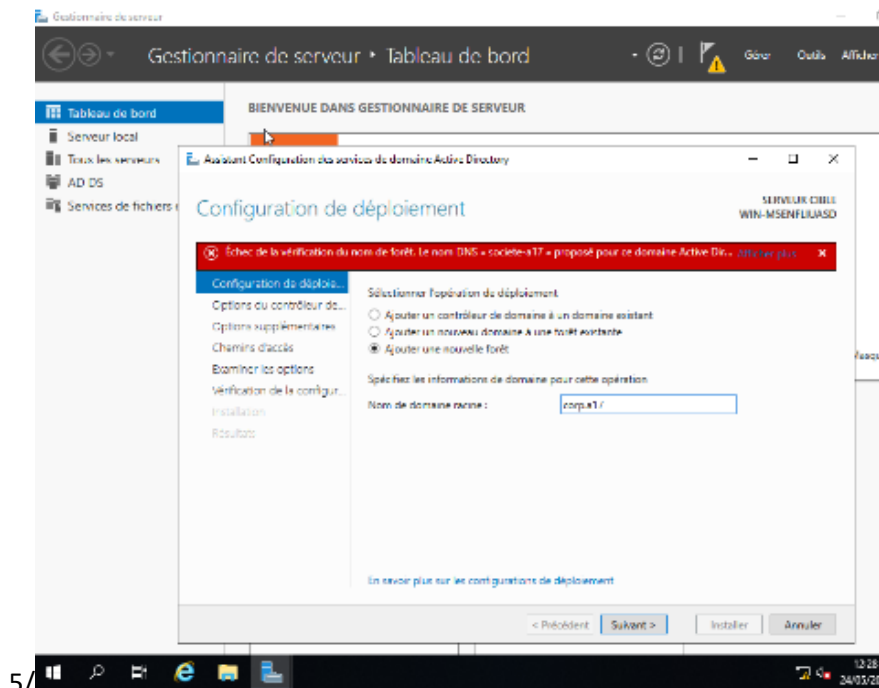 Gestionnaire de serveur
Gestionnaire de serveur • Tableau de bord
Gérer Outils Afficher
Tableau de bord
Serveur local
Tous les serveurs
AD DS
Services de fichiers
BIENVENUE DANS GESTIONNAIRE DE SERVEUR
Assistant Configuration des services de domaine Active Directory
Configuration de déploiement
SERVEUR CIBLE
Échec de la vérification du nom de forêt. Le nom DNS « societe-a17 » proposé pour ce domaine Active Dir... Afficher plus
Configuration de déploie...
Options du contrôleur de...
Options supplémentaires
Chemins d'accès
Examiner les options
Vérification de la configur...
Installation
Résultats
Sélectionner l'opération de déploiement
Ajouter un contrôleur de domaine à un domaine existant
Ajouter un nouveau domaine à une forêt existante
Ajouter une nouvelle forêt
Spécifiez les informations de domaine pour cette opération
Nom de domaine racine :
corp.a17
En savoir plus sur les configurations de déploiement
< Précédent Suivant > Installer Annuler
5/
12:28